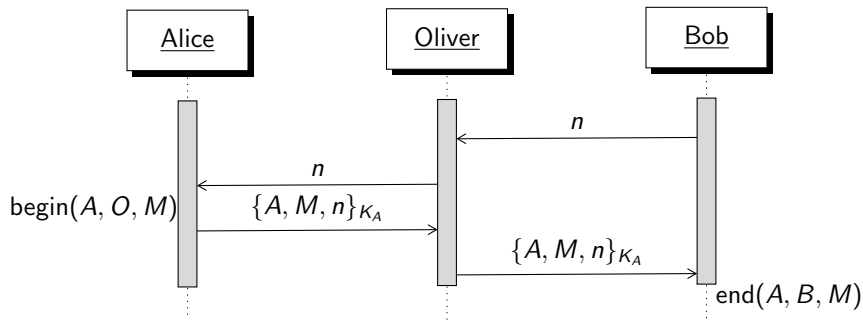 Alice
Oliver
Bob
n
n
begin(A, O, M)
{A, M, n}K_A
{A, M, n}K_A
end(A, B, M)